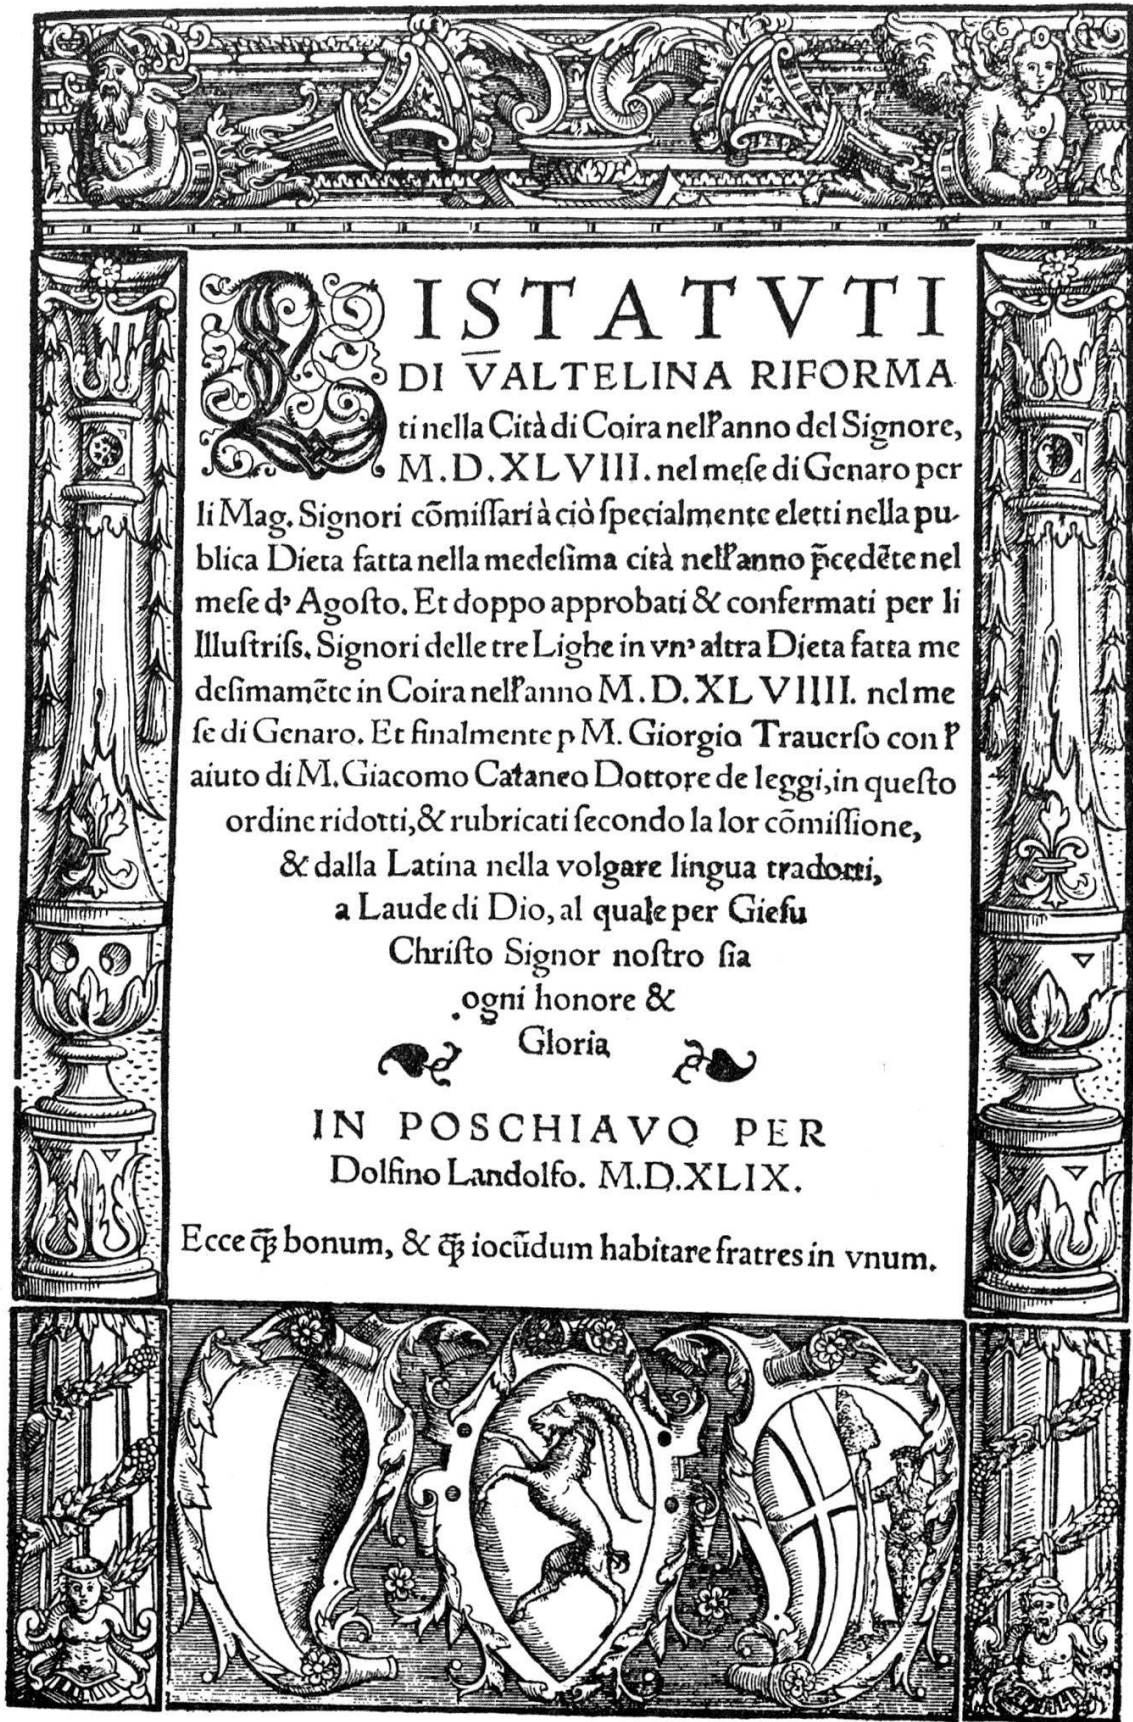 LI STATVTI
DI VALTELINA RIFORMA
ti nella Cità di Coira nell'anno del Signore,
M.D.XLVIII. nel meſe di Genaro per
li Mag. Signori cõmiſſari à ciò ſpecialmente eletti nella pu-
blica Dieta fatta nella medeſima cità nell'anno p̃cedẽte nel
meſe d' Agoſto. Et doppo approbati & confermati per li
Illuſtriſs. Signori delle tre Lighe in vn' altra Dieta fatta me
deſimamẽte in Coira nell'anno M.D.XLVIIII. nel me
ſe di Genaro. Et finalmente p M. Giorgio Trauerſo con l'
aiuto di M. Giacomo Cataneo Dottore de leggi, in queſto
ordine ridotti, & rubricati ſecondo la lor cõmiſſione,
& dalla Latina nella volgare lingua tradotti,
a Laude di Dio, al quale per Gieſu
Chriſto Signor noſtro ſia
ogni honore &
Gloria
IN POSCHIAVO PER
Dolfino Landolfo. M.D.XLIX.
Ecce q̃ꝫ bonum, & q̃ꝫ iocũdum habitare fratres in vnum.